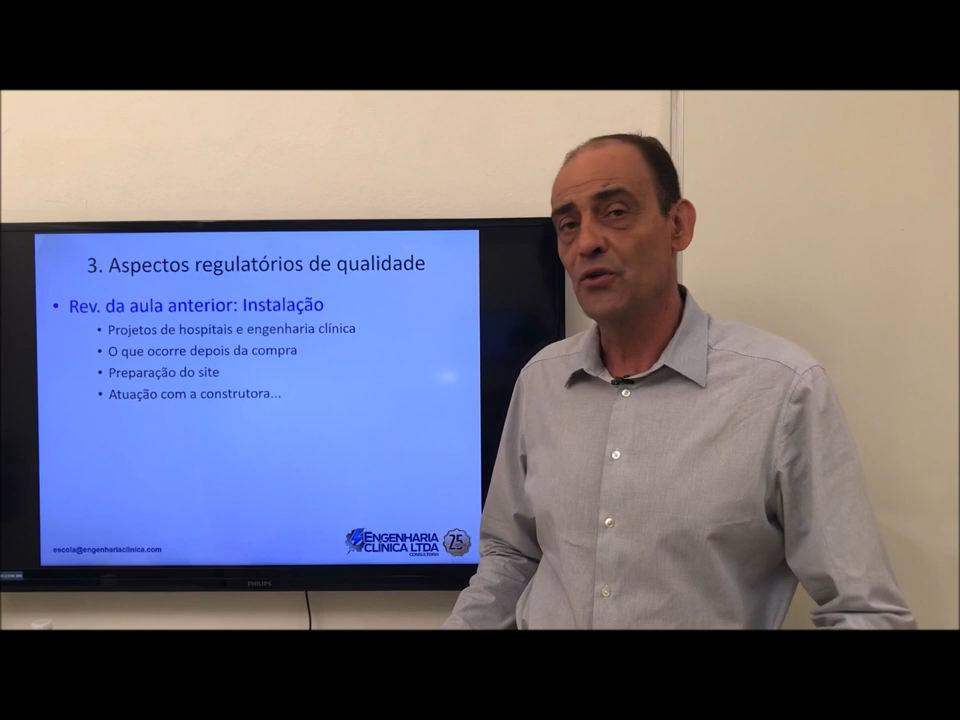 3. Aspectos regulatórios de qualidade
• Rev. da aula anterior: Instalação
• Projetos de hospitais e engenharia clínica
• O que ocorre depois da compra
• Preparação do site
• Atuação com a construtora...
escola@engenhariaclinica.com
ENGENHARIA
CLÍNICA LTDA
CONSULTORIA
25
PHILIPS